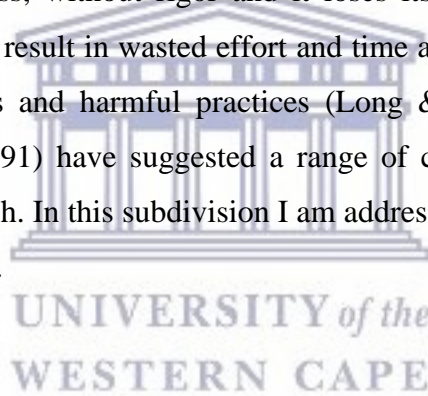 ss, without rigor and it loses its
result in wasted effort and time a
s and harmful practices (Long &
91) have suggested a range of c
h. In this subdivision I am addres
UNIVERSITY of the
WESTERN CAPE